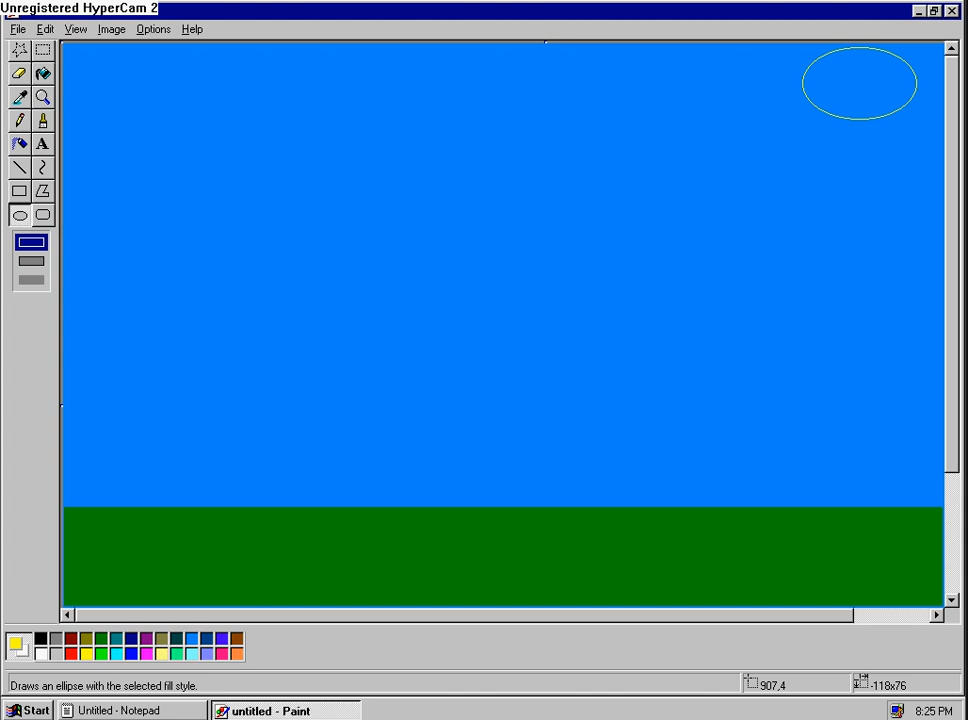 Unregistered HyperCam 2
File Edit View Image Options Help
A
Draws an ellipse with the selected fill style.
907,4
-118x76
Start
Untitled - Notepad
untitled - Paint
8:25 PM